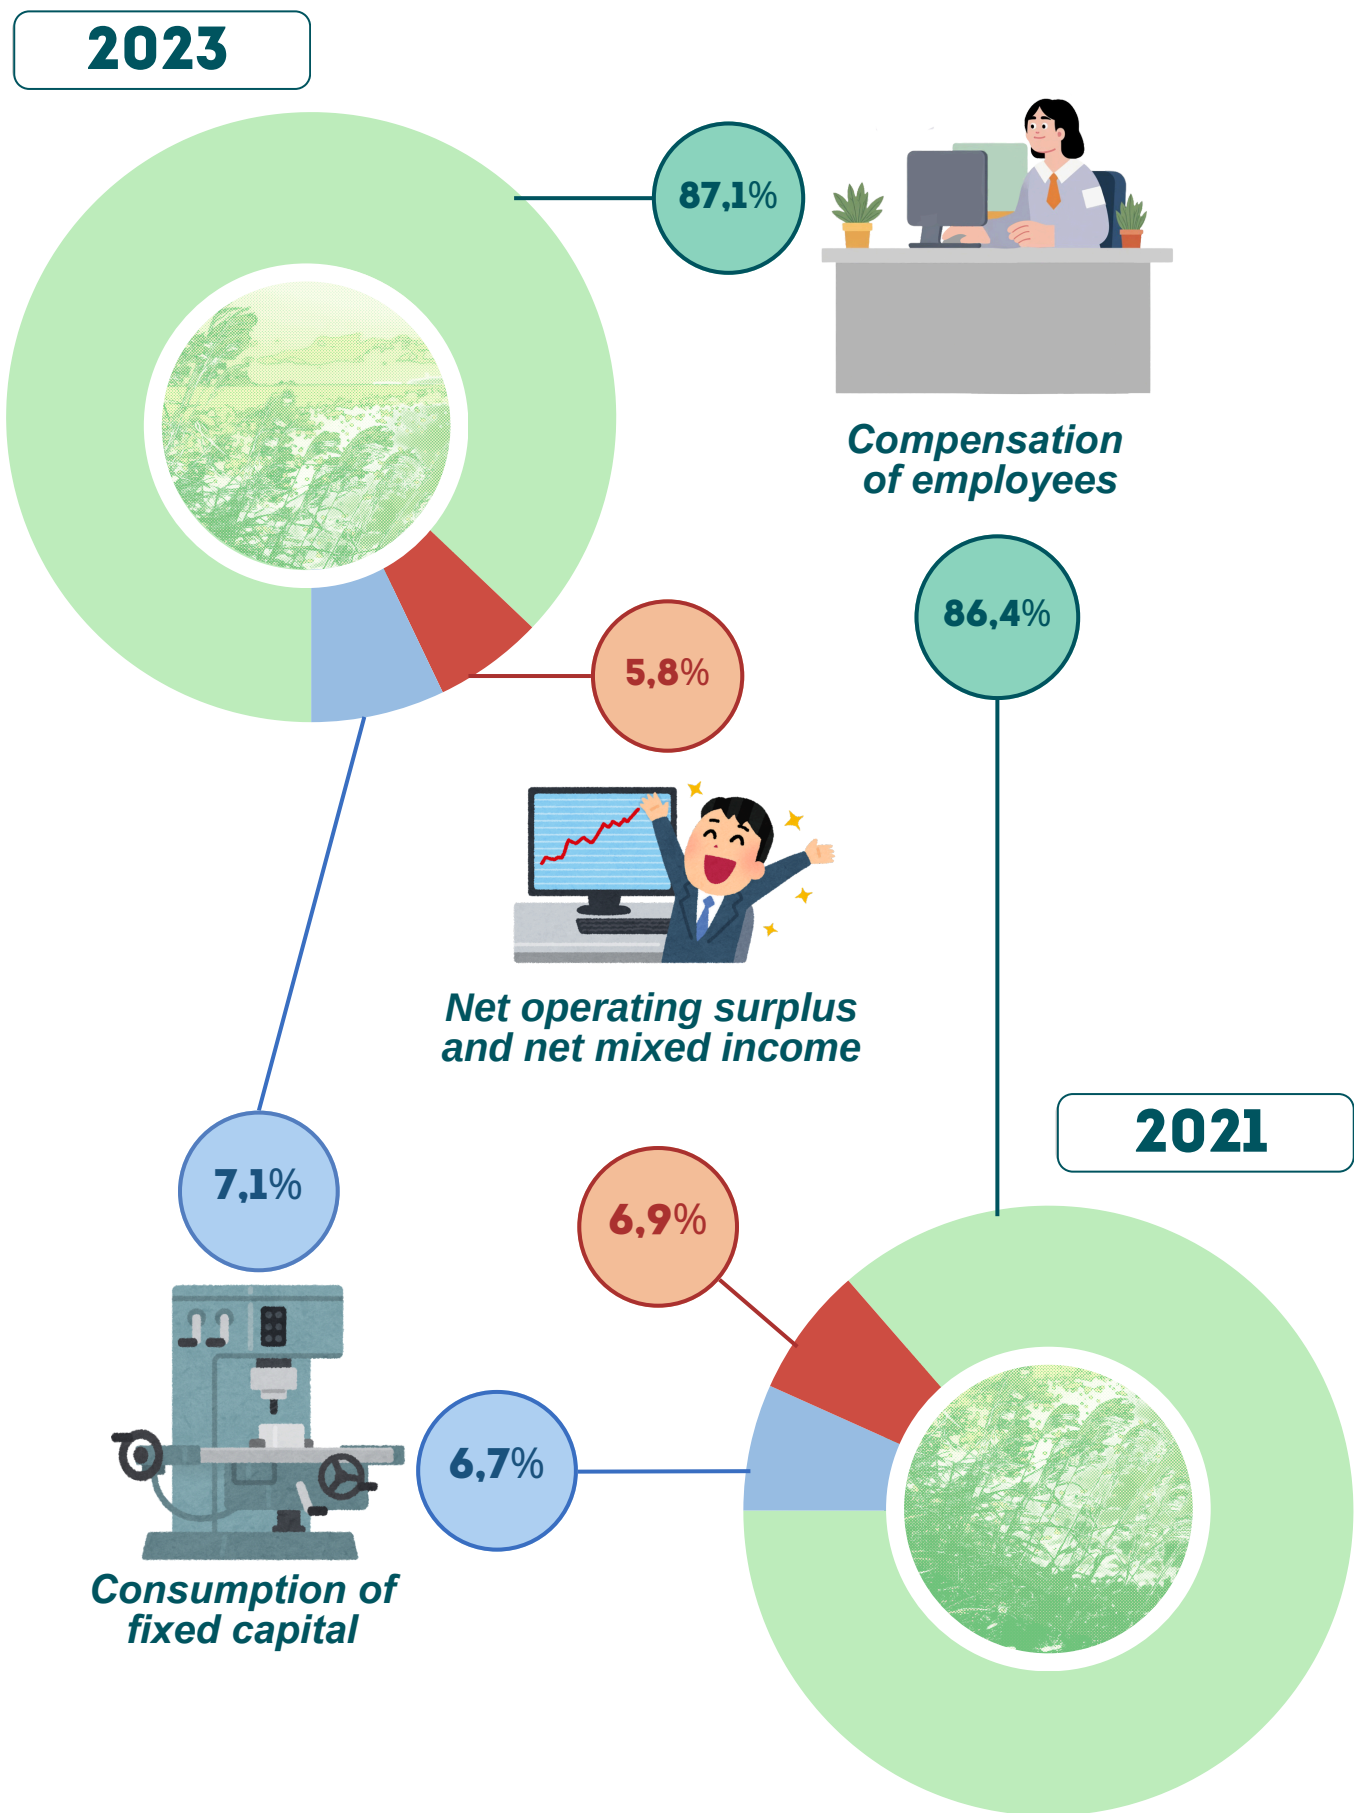 2023
87,1%
Compensation
of employees
86,4%
5,8%
Net operating surplus
and net mixed income
2021
7,1%
6,9%
6,7%
Consumption of
fixed capital